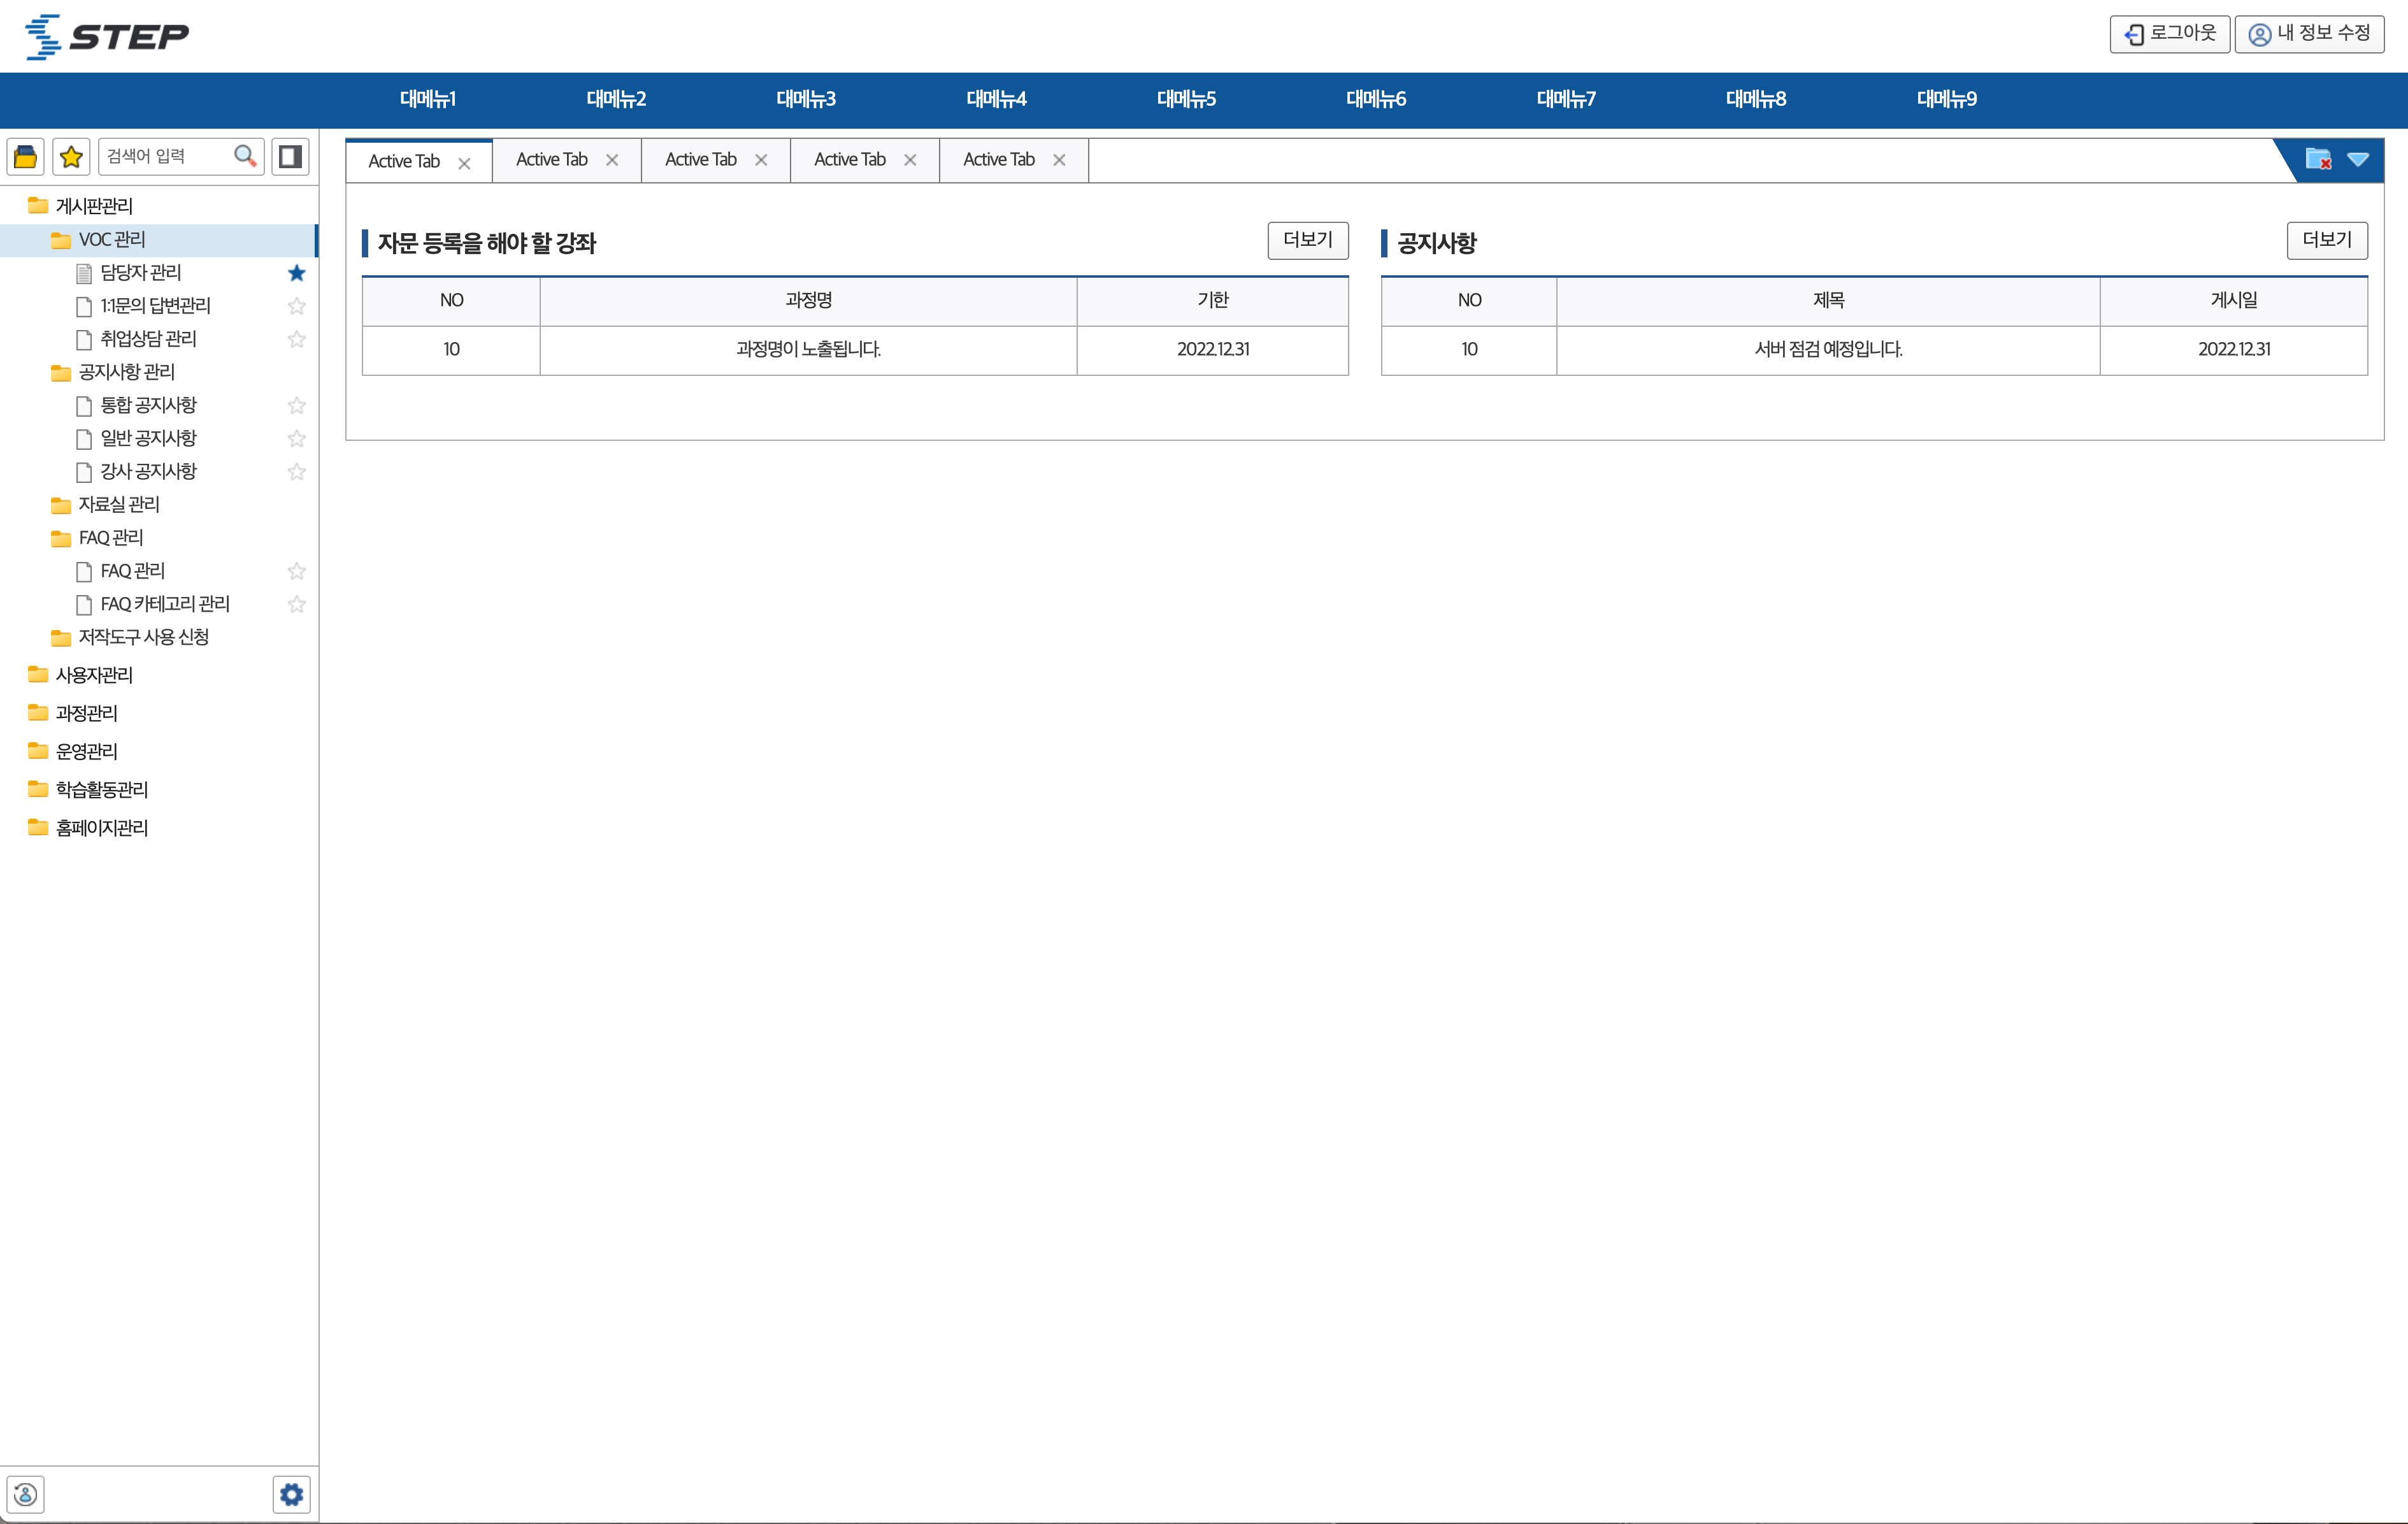 STEP
로그아웃
내 정보 수정
대메뉴1 대메뉴2 대메뉴3 대메뉴4 대메뉴5 대메뉴6 대메뉴7 대메뉴8 대메뉴9
검색어 입력
Active Tab Active Tab Active Tab Active Tab Active Tab
게시판관리
VOC 관리
담당자 관리
1:1문의 답변관리
취업상담 관리
공지사항 관리
통합 공지사항
일반 공지사항
강사 공지사항
자료실 관리
FAQ 관리
FAQ 관리
FAQ 카테고리 관리
저작도구 사용 신청
사용자관리
과정관리
운영관리
학습활동관리
홈페이지관리
자문 등록을 해야 할 강좌 더보기
NO 과정명 기한
10 과정명이 노출됩니다. 2022.12.31
공지사항 더보기
NO 제목 게시일
10 서버 점검 예정입니다. 2022.12.31